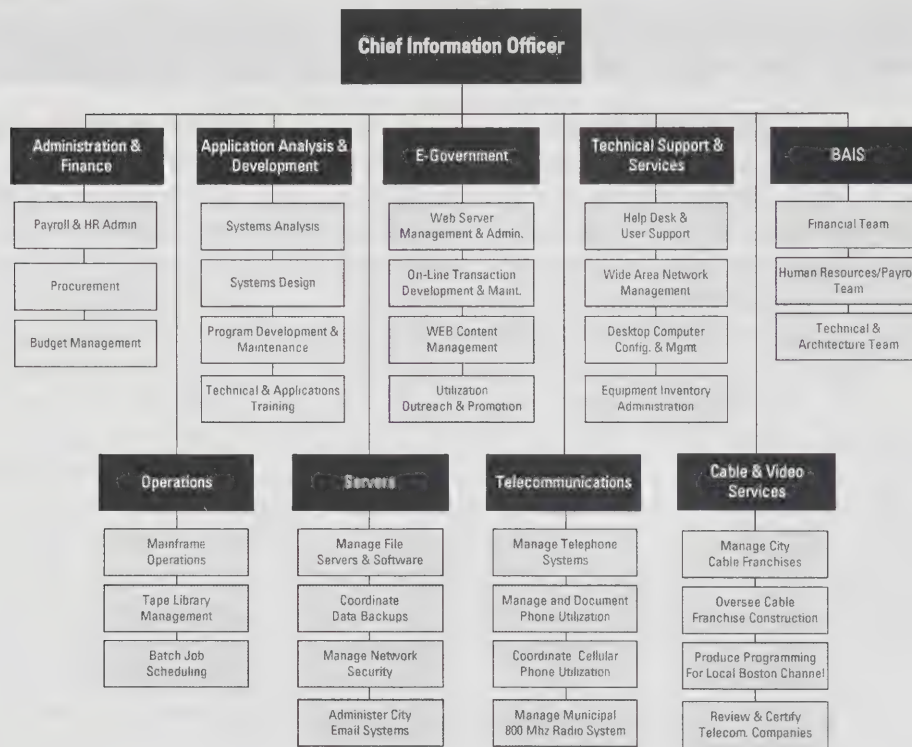 Chief Information Officer
Administration &
Finance
Payroll & HR Admin
Procurement
Budget Management
Application Analysis &
Development
Systems Analysis
Systems Design
Program Development &
Maintenance
Technical & Applications
Training
E-Government
Web Server
Management & Admin.
On-Line Transaction
Development & Maint.
WEB Content
Management
Utilization
Outreach & Promotion
Technical Support &
Services
Help Desk &
User Support
Wide Area Network
Management
Desktop Computer
Config. & Mgmt
Equipment Inventory
Administration
BAIS
Financial Team
Human Resources/Payro
Team
Technical &
Architecture Team
Operations
Mainframe
Operations
Tape Library
Management
Batch Job
Scheduling
Servers
Manage File
Servers & Software
Coordinate
Data Backups
Manage Network
Security
Administer City
Email Systems
Telecommunications
Manage Telephone
Systems
Manage and Document
Phone Utilization
Coordinate Cellular
Phone Utilization
Manage Municipal
800 Mhz Radio System
Cable & Video
Services
Manage City
Cable Franchises
Oversee Cable
Franchise Construction
Produce Programming
For Local Boston Channel
Review & Certify
Telecom. Companies